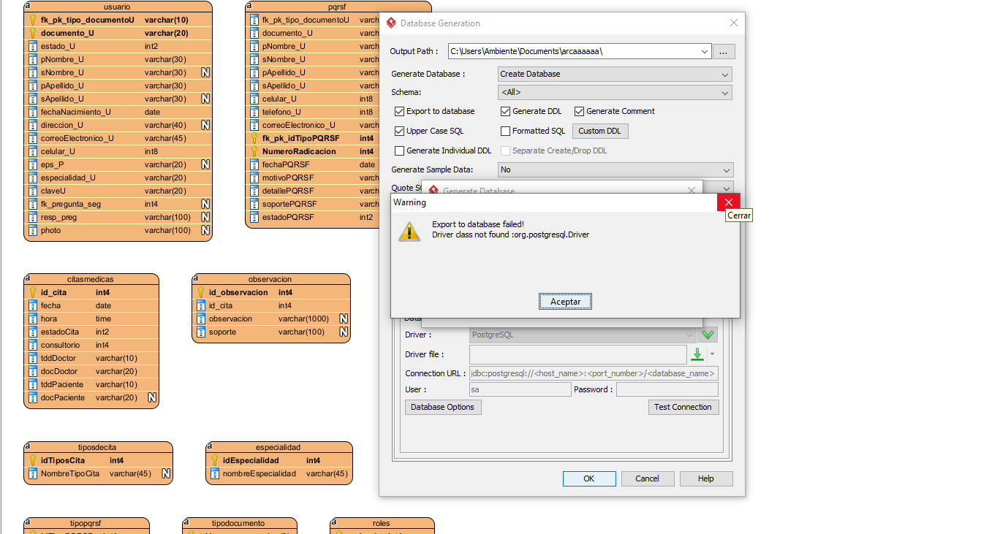 a
usuario
fk_pk_tipo_documentoU varchar(10)
documento_U varchar(20)
estado_U int2
pNombre_U varchar(30)
sNombre_U varchar(30) N
pApellido_U varchar(30)
sApellido_U varchar(30) N
fechaNacimiento_U date
direccion_U varchar(40) N
correoElectronico_U varchar(45)
celular_U int8
eps_P varchar(20) N
especialidad_U varchar(20)
claveU varchar(20)
fk_pregunta_seg int4 N
resp_preg varchar(100) N
photo varchar(100) N
a
pqrsf
fk_pk_tipo_documentoU varch
documento_U varch
pNombre_U varch
sNombre_U varch
pApellido_U varch
sApellido_U varch
celular_U int8
telefono_U int8
correoElectronico_U varch
fk_pk_idTipoPQRSF int4
NumeroRadicacion int4
fechaPQRSF date
motivoPQRSF varch
detallePQRSF varch
soportePQRSF varch
estadoPQRSF int2
a
citasmedicas
id_cita int4
fecha date
hora time
estadoCita int2
consultorio int4
tddDoctor varchar(10)
docDoctor varchar(20)
tddPaciente varchar(10)
docPaciente varchar(20) N
a
observacion
id_observacion int4
id_cita int4
observacion varchar(1000) N
soporte varchar(100) N
a
tiposdecita
idTiposCita int4
NombreTipoCita varchar(45) N
a
especialidad
idEspecialidad int4
nombreEspecialidad varchar(45)
a
tipopqrsf
a
tipodocumento
a
roles
Database Generation
Output Path : C:\Users\Ambiente\Documents\arcaaaaaa\ ...
Generate Database : Create Database
Schema: <All>
Export to database Generate DDL Generate Comment
Upper Case SQL Formatted SQL Custom DDL
Generate Individual DDL Separate Create/Drop DDL
Generate Sample Data: No
Quote S
Generate Database
Warning
Cerrar
Export to database failed!
Driver class not found :org.postgresql.Driver
Aceptar
Driver : PostgreSQL
Driver file :
Connection URL : jdbc:postgresql://<host_name>:<port_number>/<database_name>
User : sa Password :
Database Options Test Connection
OK Cancel Help